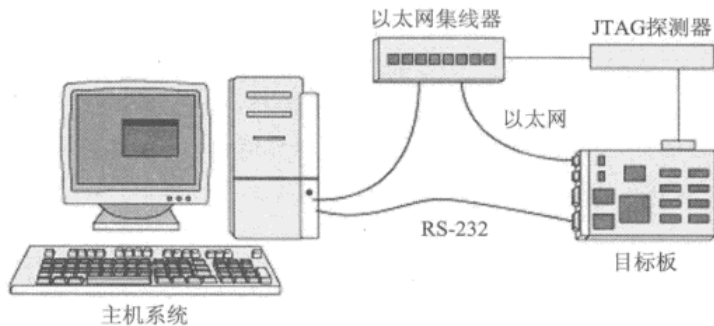 以太网集线器
JTAG探测器
以太网
RS-232
目标板
主机系统